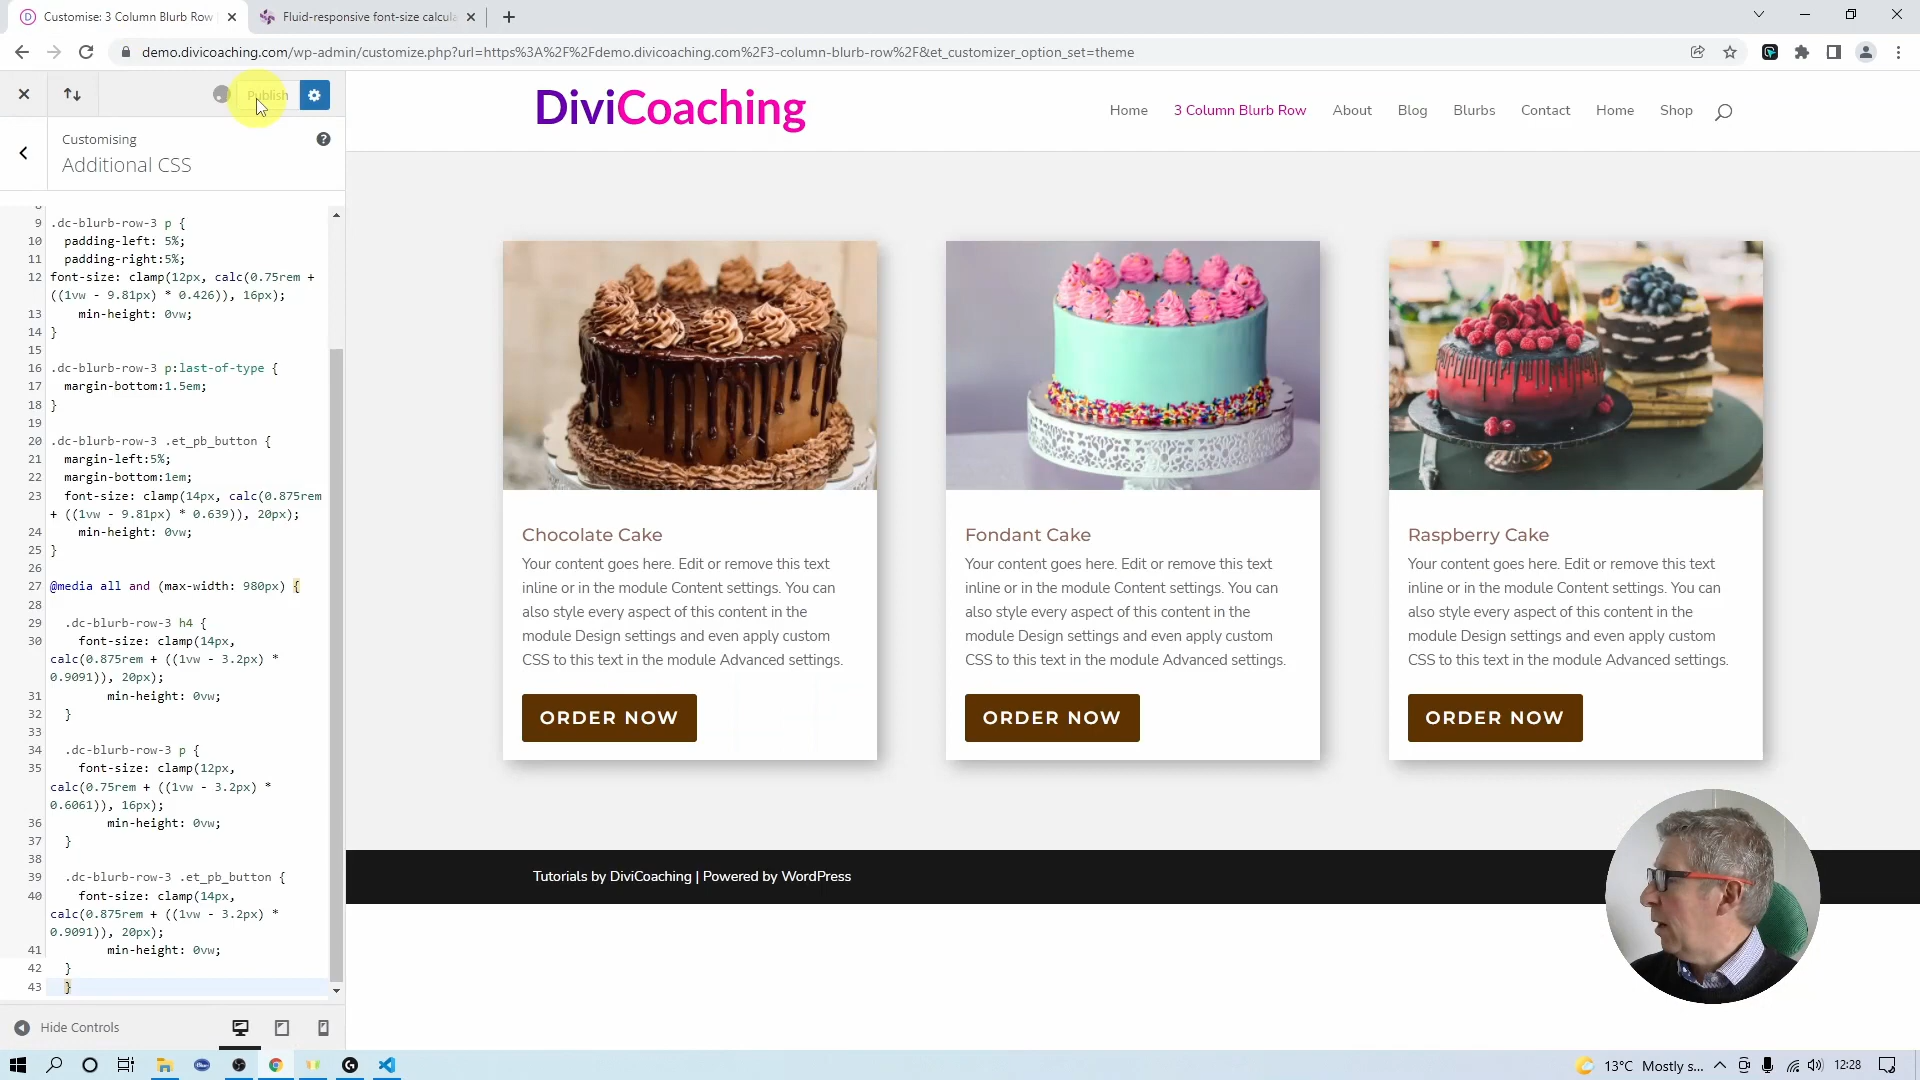 Customise: 3 Column Blurb Row
Fluid-responsive font-size calcula
demo.divicoaching.com/wp-admin/customize.php?url=https%3A%2F%2Fdemo.divicoaching.com%2F3-column-blurb-row%2F&et_customizer_option_set=theme
Publish
Customising
Additional CSS
DiviCoaching
Home
3 Column Blurb Row
About
Blog
Blurbs
Contact
Home
Shop
9 .dc-blurb-row-3 p {
10 padding-left: 5%;
11 padding-right:5%;
12 font-size: clamp(12px, calc(0.75rem +
((1vw - 9.81px) * 0.426)), 16px);
13 min-height: 0vw;
14 }
15
16 .dc-blurb-row-3 p:last-of-type {
17 margin-bottom:1.5em;
18 }
19
20 .dc-blurb-row-3 .et_pb_button {
21 margin-left:5%;
22 margin-bottom:1em;
23 font-size: clamp(14px, calc(0.875rem
+ ((1vw - 9.81px) * 0.639)), 20px);
24 min-height: 0vw;
25 }
26
27 @media all and (max-width: 980px) {
28
29 .dc-blurb-row-3 h4 {
30 font-size: clamp(14px,
calc(0.875rem + ((1vw - 3.2px) *
0.9091)), 20px);
31 min-height: 0vw;
32 }
33
34 .dc-blurb-row-3 p {
35 font-size: clamp(12px,
calc(0.75rem + ((1vw - 3.2px) *
0.6061)), 16px);
36 min-height: 0vw;
37 }
38
39 .dc-blurb-row-3 .et_pb_button {
40 font-size: clamp(14px,
calc(0.875rem + ((1vw - 3.2px) *
0.9091)), 20px);
41 min-height: 0vw;
42 }
43 }
Hide Controls
Chocolate Cake
Your content goes here. Edit or remove this text
inline or in the module Content settings. You can
also style every aspect of this content in the
module Design settings and even apply custom
CSS to this text in the module Advanced settings.
ORDER NOW
Fondant Cake
Your content goes here. Edit or remove this text
inline or in the module Content settings. You can
also style every aspect of this content in the
module Design settings and even apply custom
CSS to this text in the module Advanced settings.
ORDER NOW
Raspberry Cake
Your content goes here. Edit or remove this text
inline or in the module Content settings. You can
also style every aspect of this content in the
module Design settings and even apply custom
CSS to this text in the module Advanced settings.
ORDER NOW
Tutorials by DiviCoaching | Powered by WordPress
13°C Mostly s...
12:28